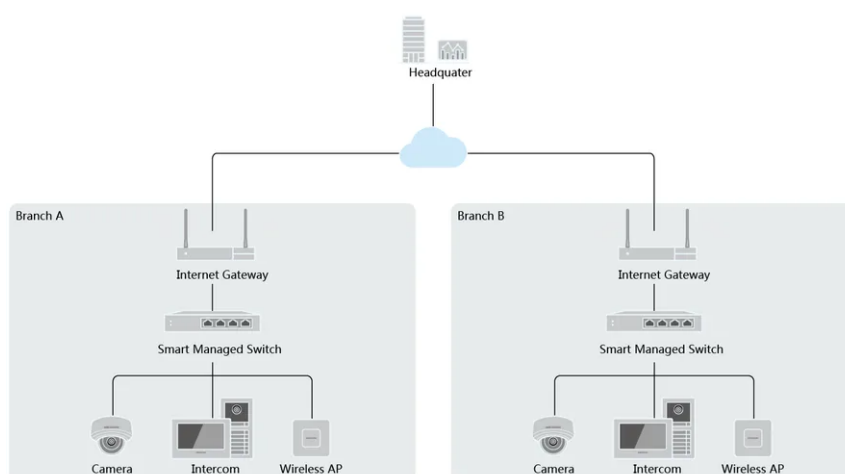 Headquater
Branch A
Branch B
Internet Gateway
Internet Gateway
Smart Managed Switch
Smart Managed Switch
Camera
Intercom
Wireless AP
Camera
Intercom
Wireless AP